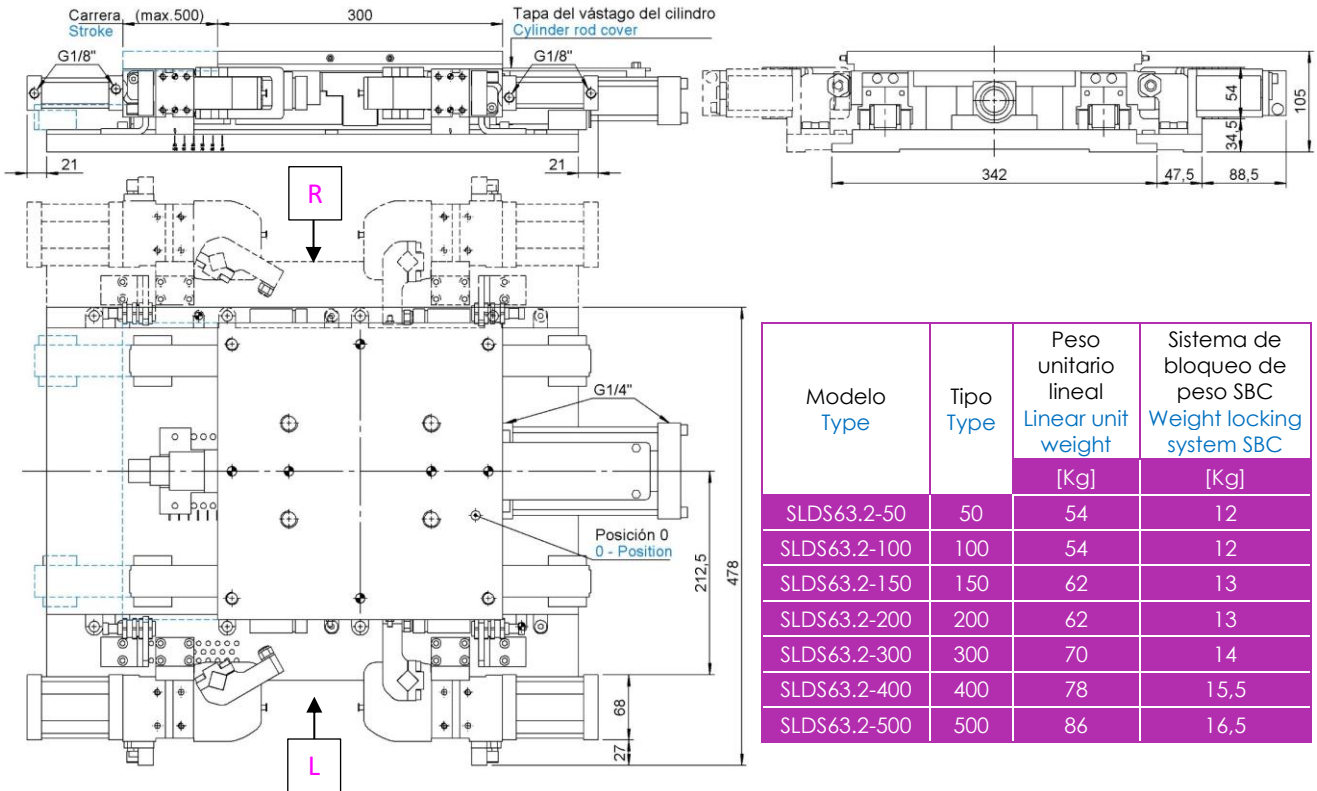 Carrera (max.500) 300
Stroke
Tapa del vástago del cilindro
Cylinder rod cover
G1/8" G1/8"
21 21
54
34,5
105
342 47,5 88,5
R
G1/4"
Posición 0
0 - Position
212,5
478
68
27
L
Modelo
Type
Tipo
Type
Peso
unitario
lineal
Linear unit
weight
Sistema de
bloqueo de
peso SBC
Weight locking
system SBC
[Kg] [Kg]
SLDS63.2-50 50 54 12
SLDS63.2-100 100 54 12
SLDS63.2-150 150 62 13
SLDS63.2-200 200 62 13
SLDS63.2-300 300 70 14
SLDS63.2-400 400 78 15,5
SLDS63.2-500 500 86 16,5